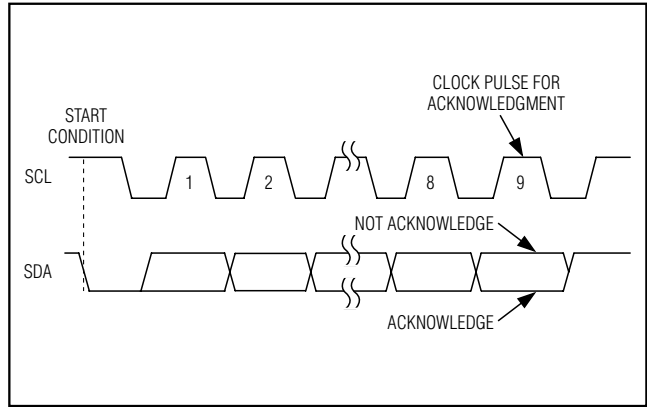 CLOCK PULSE FOR
ACKNOWLEDGMENT
START
CONDITION
SCL
1
2
8
9
NOT ACKNOWLEDGE
SDA
ACKNOWLEDGE